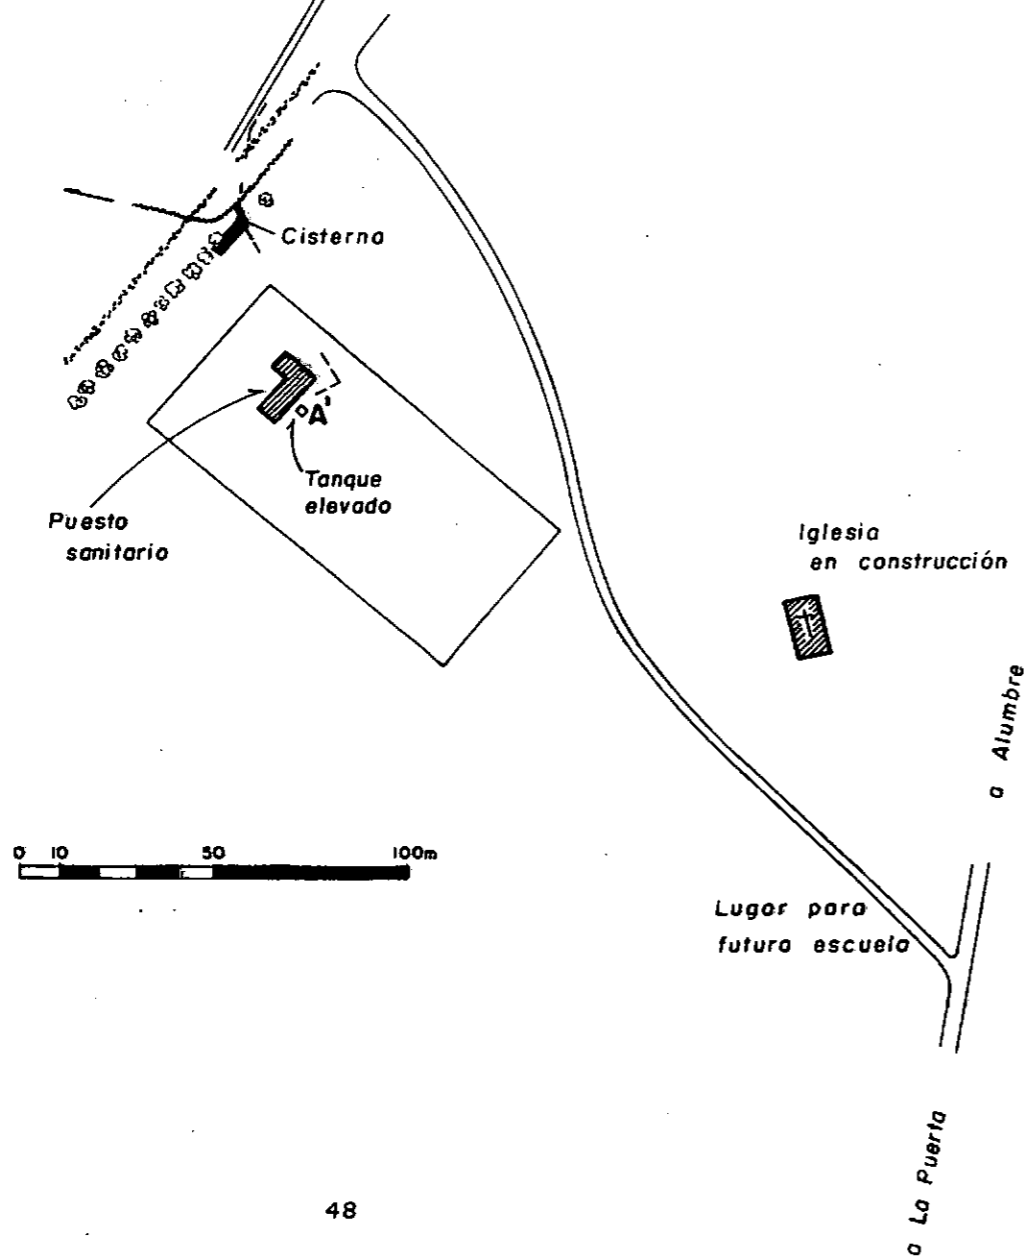 Cisterna
A'
Tanque
elevado
Puesto
sanitario
Iglesia
en construcción
a Alumbre
0 10 50 100m
Lugar para
futura escuela
a La Puerta
48